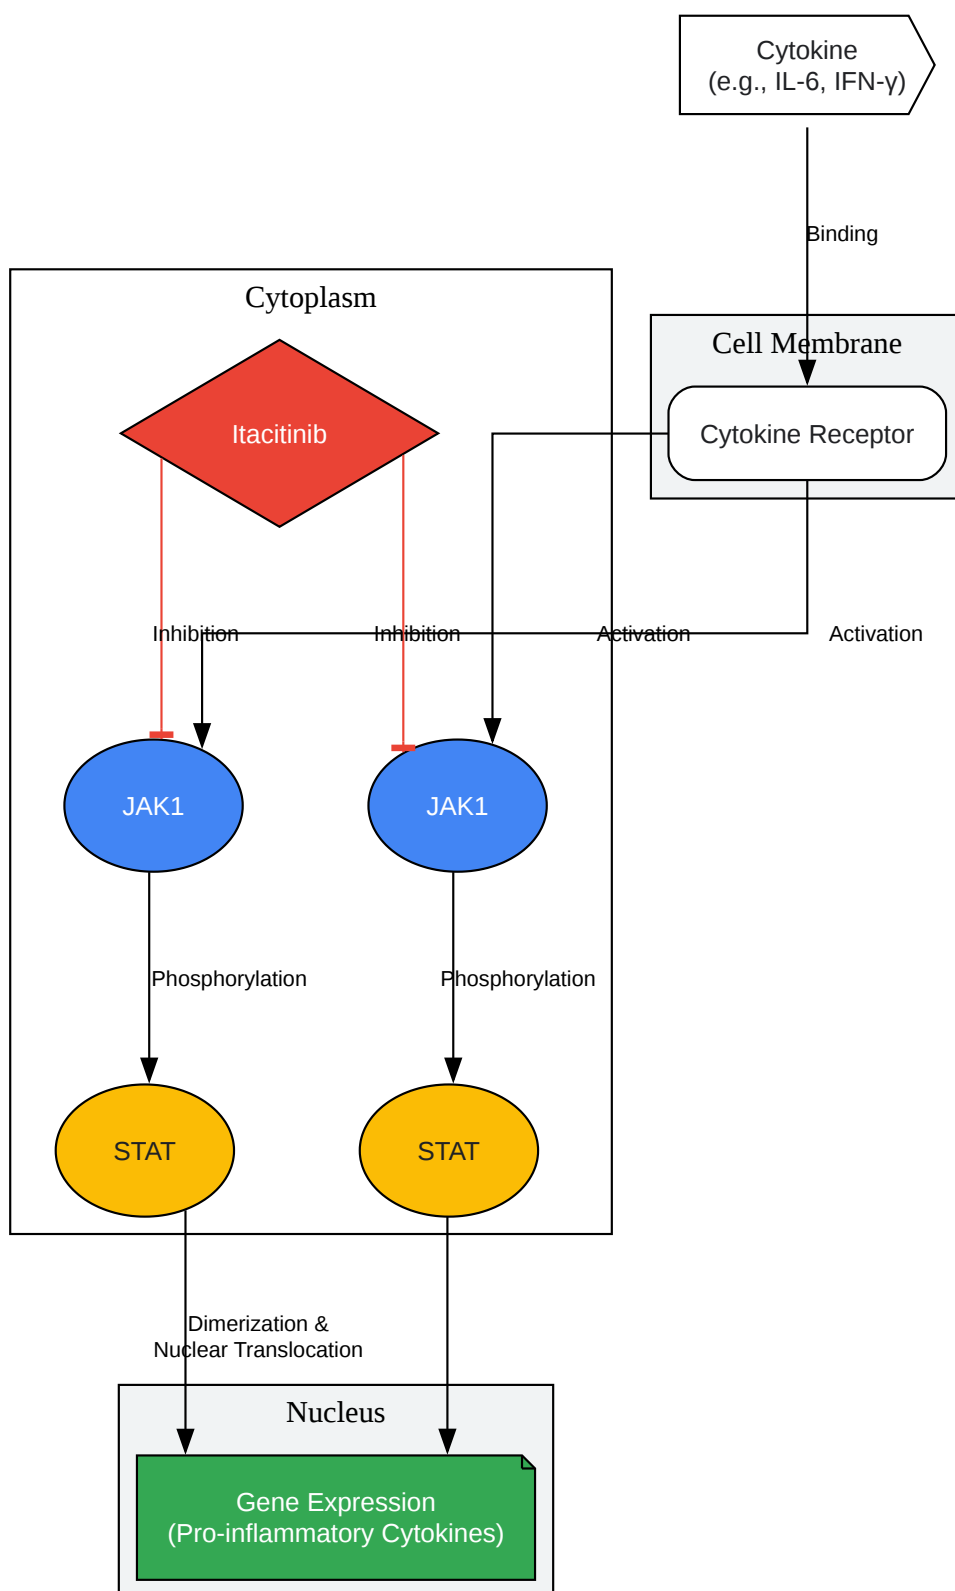 Cytokine
(e.g., IL-6, IFN-γ)
Binding
Cytoplasm
Cell Membrane
Itacitinib
Cytokine Receptor
Inhibition
Inhibition
Activation
Activation
JAK1
JAK1
Phosphorylation
Phosphorylation
STAT
STAT
Dimerization &
Nuclear Translocation
Nucleus
Gene Expression
(Pro-inflammatory Cytokines)